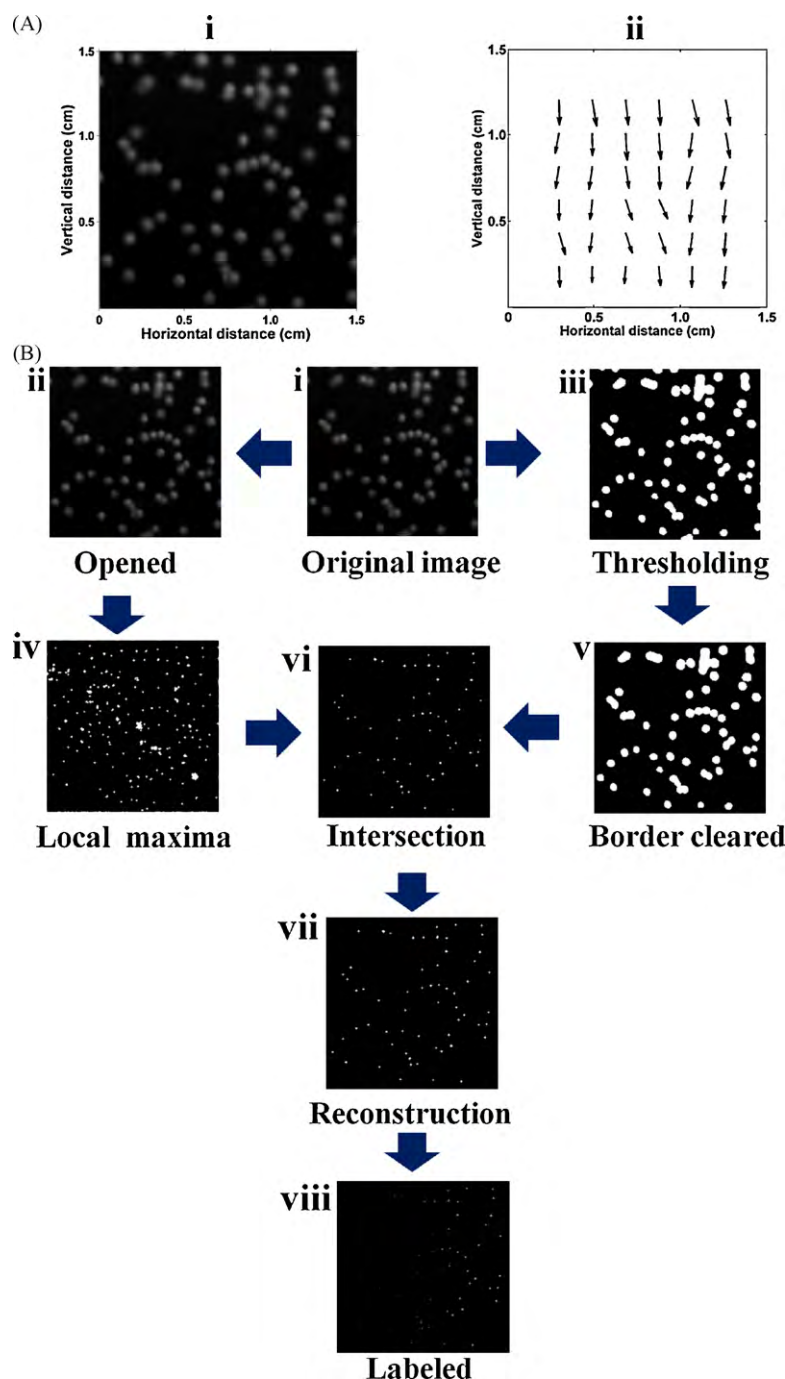 (A)
i
ii
1.5
1.0
0.5
0
0.5
1.0
1.5
Vertical distance (cm)
Horizontal distance (cm)
1.5
1.0
0.5
0
0.5
1.0
1.5
Vertical distance (cm)
Horizontal distance (cm)
(B)
ii
i
iii
Opened
Original image
Thresholding
iv
vi
v
Local maxima
Intersection
Border cleared
vii
Reconstruction
viii
Labeled